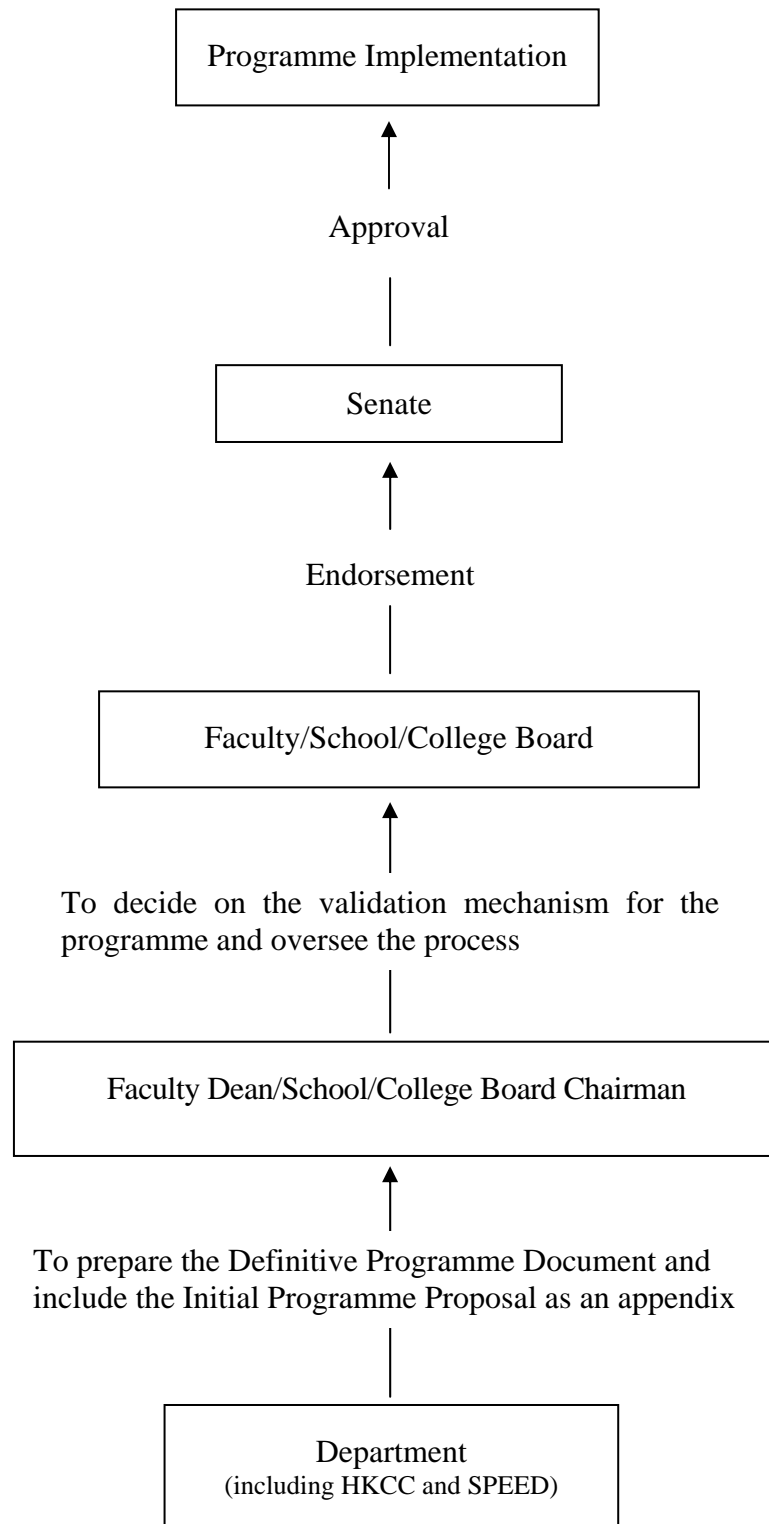 Programme Implementation
Approval
Senate
Endorsement
Faculty/School/College Board
To decide on the validation mechanism for the
programme and oversee the process
Faculty Dean/School/College Board Chairman
To prepare the Definitive Programme Document and
include the Initial Programme Proposal as an appendix
Department
(including HKCC and SPEED)